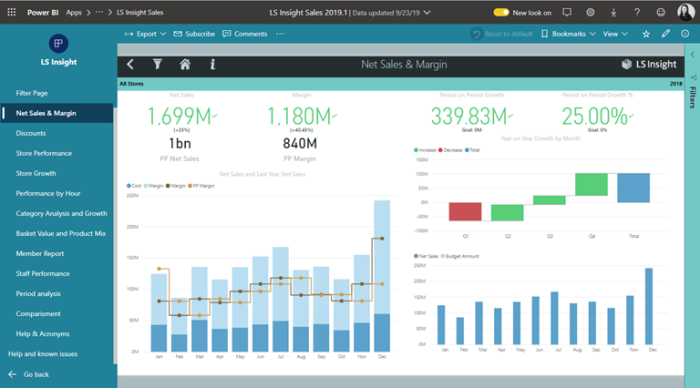 Power BI Apps ··· LS Insight Sales
LS Insight Sales 2019.1 | Data updated 9/23/19
New look on
LS Insight
Filter Page
Net Sales & Margin
Discounts
Store Performance
Store Growth
Performance by Hour
Category Analysis and Growth
Basket Value and Product Mix
Member Report
Staff Performance
Period analysis
Comparisment
Help & Acronyms
Help and known issues
Go back
Export Subscribe Comments ···
Reset to default Bookmarks View
Net Sales & Margin
LS Insight
Filters
All Stores 2018
Net Sales
1,699M
(+25%)
1bn
PP Net Sales
Margin
1,180M
(+40.45%)
840M
PP Margin
Period on Period Growth
339.83M
Goal: 0M
Period on Period Growth %
25.00%
Goal: 0%
Net Sales and Last Year Net Sales
Cost Margin Margin PP Margin
250M
200M
150M
100M
50M
0M
Jan Feb Mar Apr May Jun Jul Aug Sep Oct Nov Dec
Year on Year Growth by Month
Increase Decrease Total
150M
100M
50M
0M
-50M
-100M
Q1 Q2 Q3 Q4 Total
Net Sales Budget Amount
250M
200M
150M
100M
50M
0M
Jan Feb Mar Apr May Jun Jul Aug Sep Oct Nov Dec